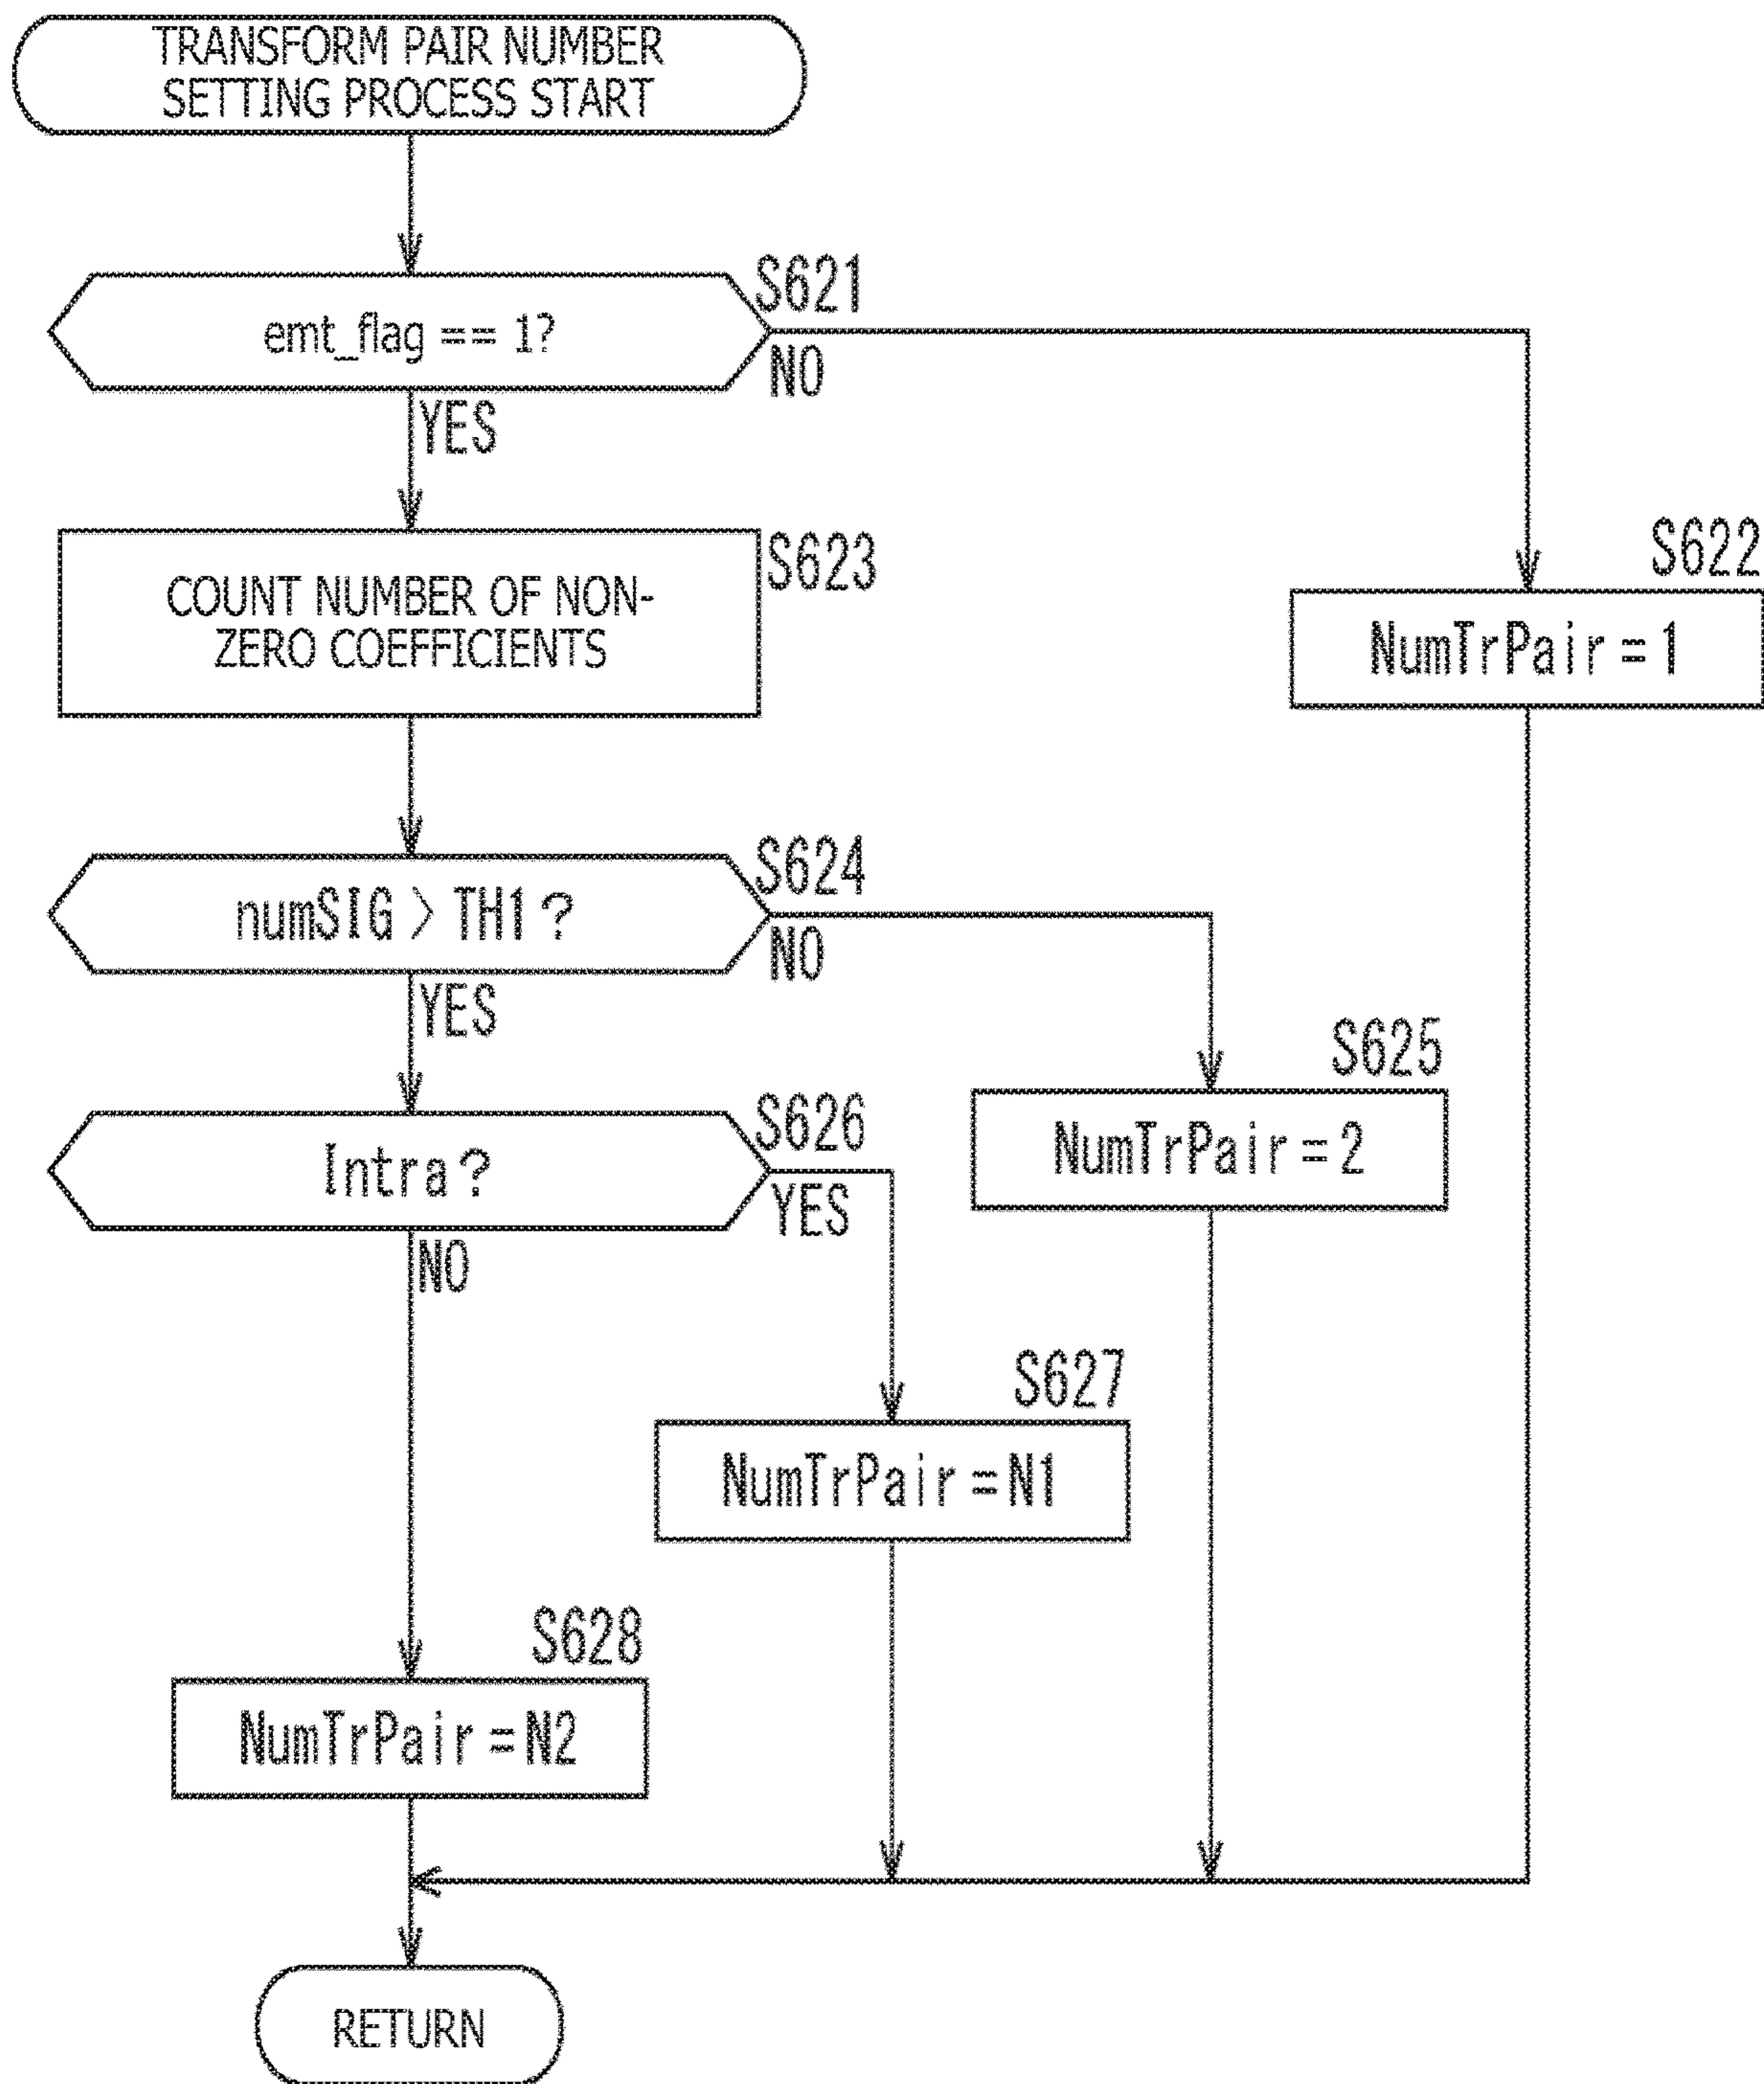 TRANSFORM PAIR NUMBER
SETTING PROCESS START
S621
emt_flag == 1?
NO
YES
S622
NumTrPair=1
S623
COUNT NUMBER OF NON-
ZERO COEFFICIENTS
S624
numSIG > TH1 ?
NO
YES
S625
NumTrPair=2
S626
Intra?
YES
NO
S627
NumTrPair=N1
S628
NumTrPair=N2
RETURN